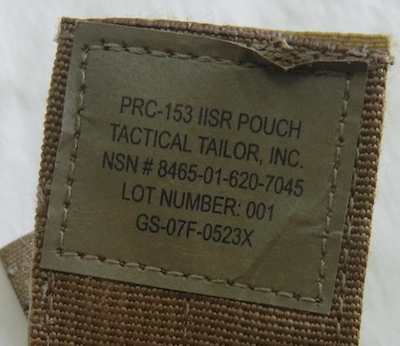 PRC-153 IISR POUCH
TACTICAL TAILOR, INC.
NSN # 8465-01-620-7045
LOT NUMBER: 001
GS-07F-0523X